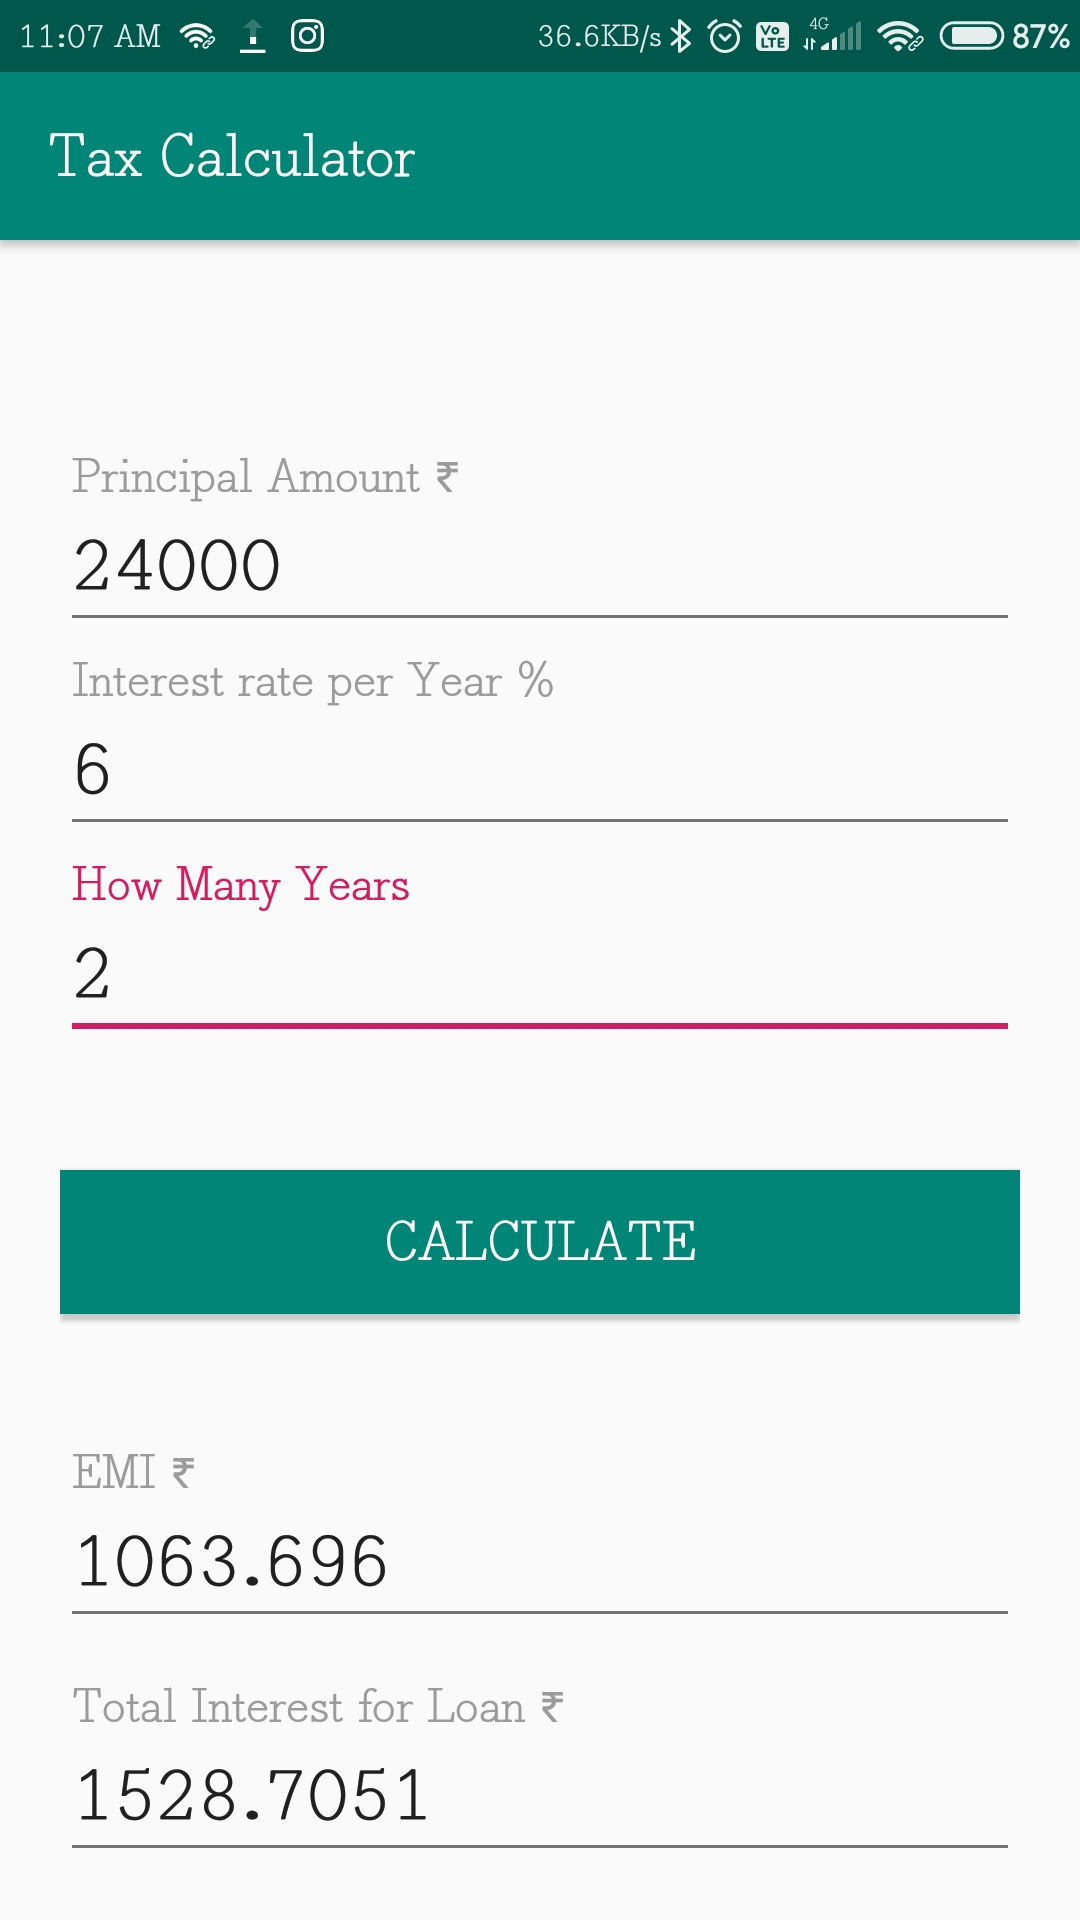 11:07 AM 36.6KB/s VoLTE 4G 87%
Tax Calculator
Principal Amount ₹
24000
Interest rate per Year %
6
How Many Years
2
CALCULATE
EMI ₹
1063.696
Total Interest for Loan ₹
1528.7051